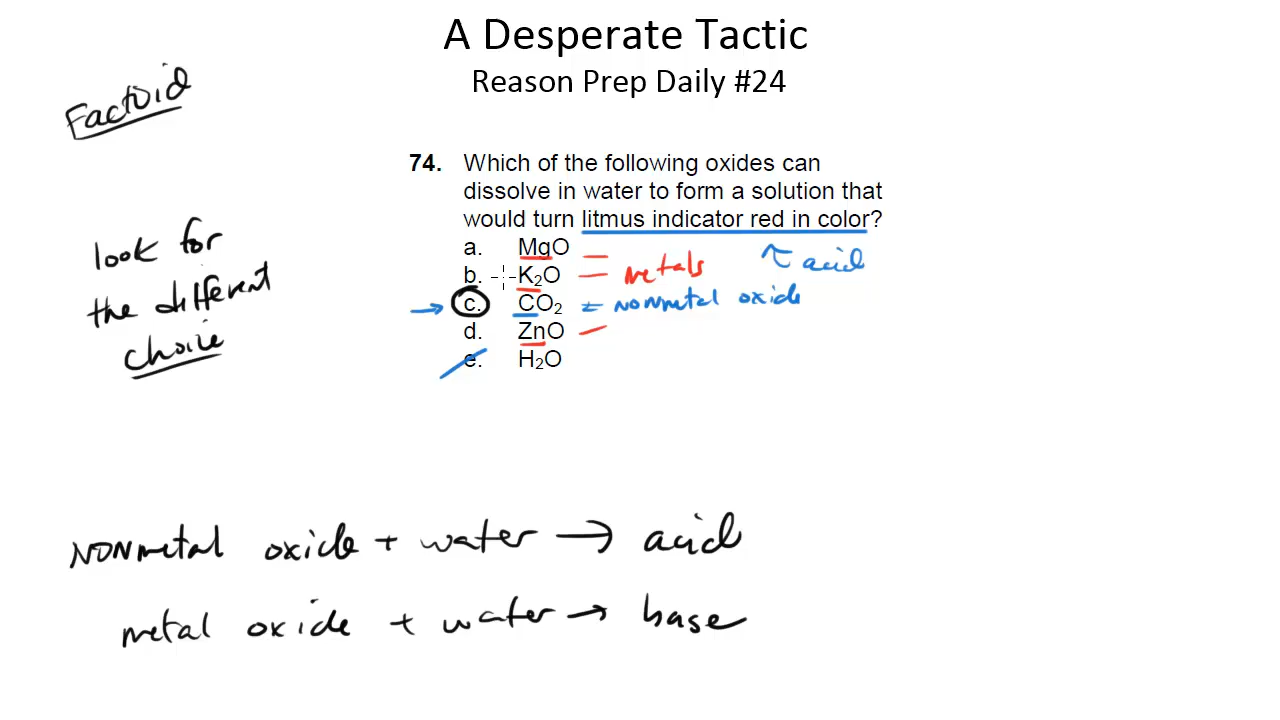 A Desperate Tactic
Reason Prep Daily #24
Factoid
74. Which of the following oxides can
dissolve in water to form a solution that
would turn litmus indicator red in color?
a. MgO = metals
b. K₂O
c. CO₂ = nonmetal oxide
d. ZnO
e. H₂O
acid
look for
the different
choice
NONmetal oxide + water → acid
metal oxide + water → base